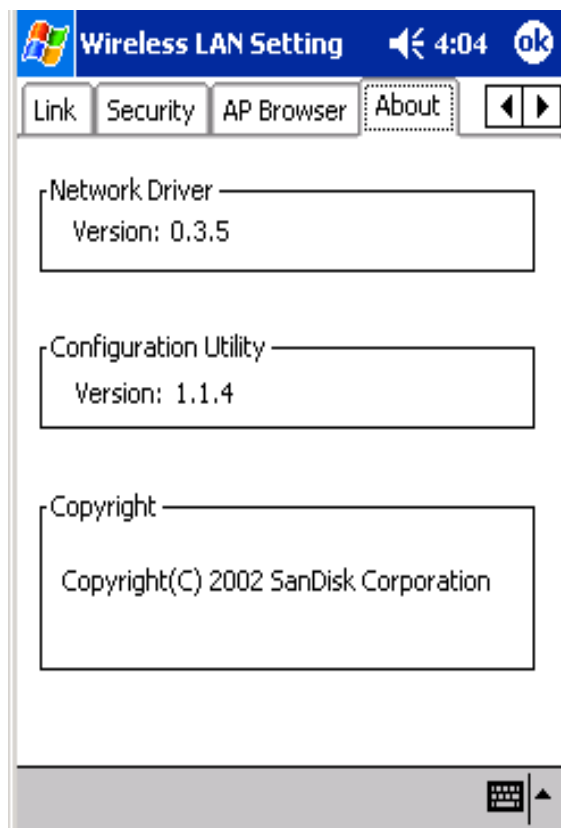 Wireless LAN Setting 4:04 ok
Link Security AP Browser About
Network Driver
Version: 0.3.5
Configuration Utility
Version: 1.1.4
Copyright
Copyright(C) 2002 SanDisk Corporation